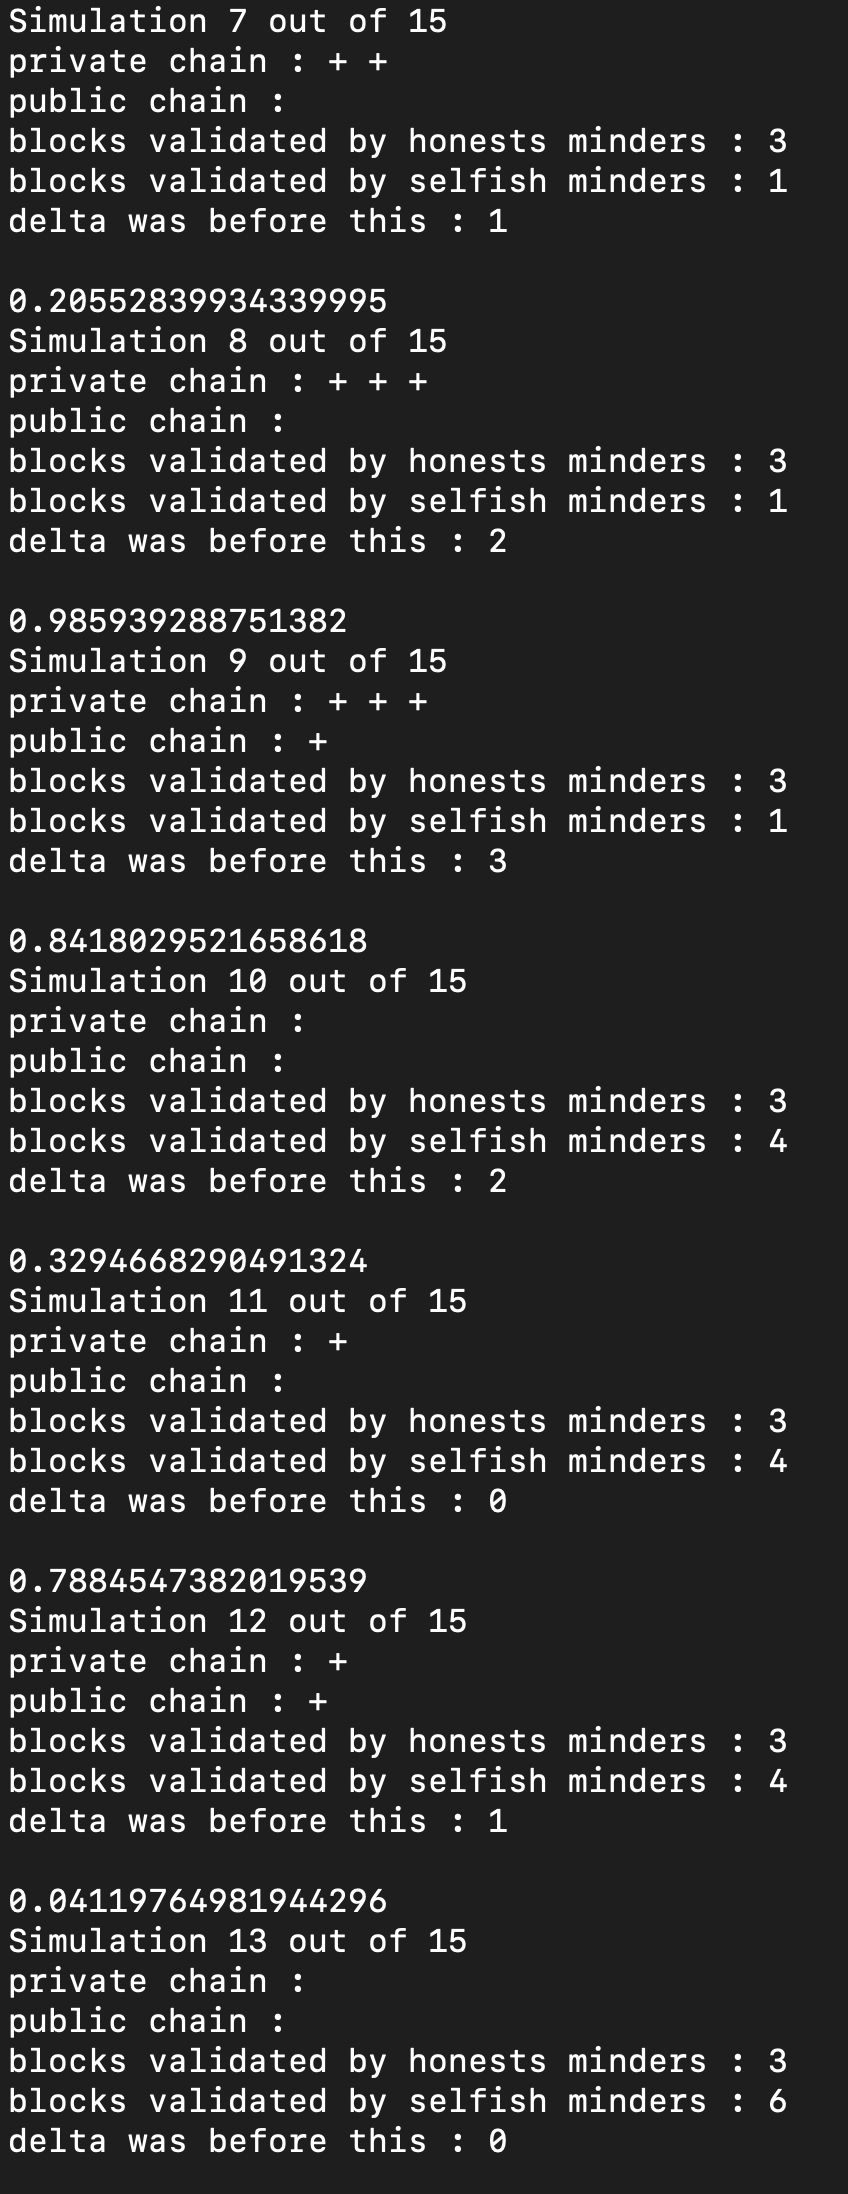 Simulation 7 out of 15
private chain : + +
public chain :
blocks validated by honests minders : 3
blocks validated by selfish minders : 1
delta was before this : 1
0.20552839934339995
Simulation 8 out of 15
private chain : + + +
public chain :
blocks validated by honests minders : 3
blocks validated by selfish minders : 1
delta was before this : 2
0.985939288751382
Simulation 9 out of 15
private chain : + + +
public chain : +
blocks validated by honests minders : 3
blocks validated by selfish minders : 1
delta was before this : 3
0.8418029521658618
Simulation 10 out of 15
private chain :
public chain :
blocks validated by honests minders : 3
blocks validated by selfish minders : 4
delta was before this : 2
0.3294668290491324
Simulation 11 out of 15
private chain : +
public chain :
blocks validated by honests minders : 3
blocks validated by selfish minders : 4
delta was before this : 0
0.7884547382019539
Simulation 12 out of 15
private chain : +
public chain : +
blocks validated by honests minders : 3
blocks validated by selfish minders : 4
delta was before this : 1
0.04119764981944296
Simulation 13 out of 15
private chain :
public chain :
blocks validated by honests minders : 3
blocks validated by selfish minders : 6
delta was before this : 0